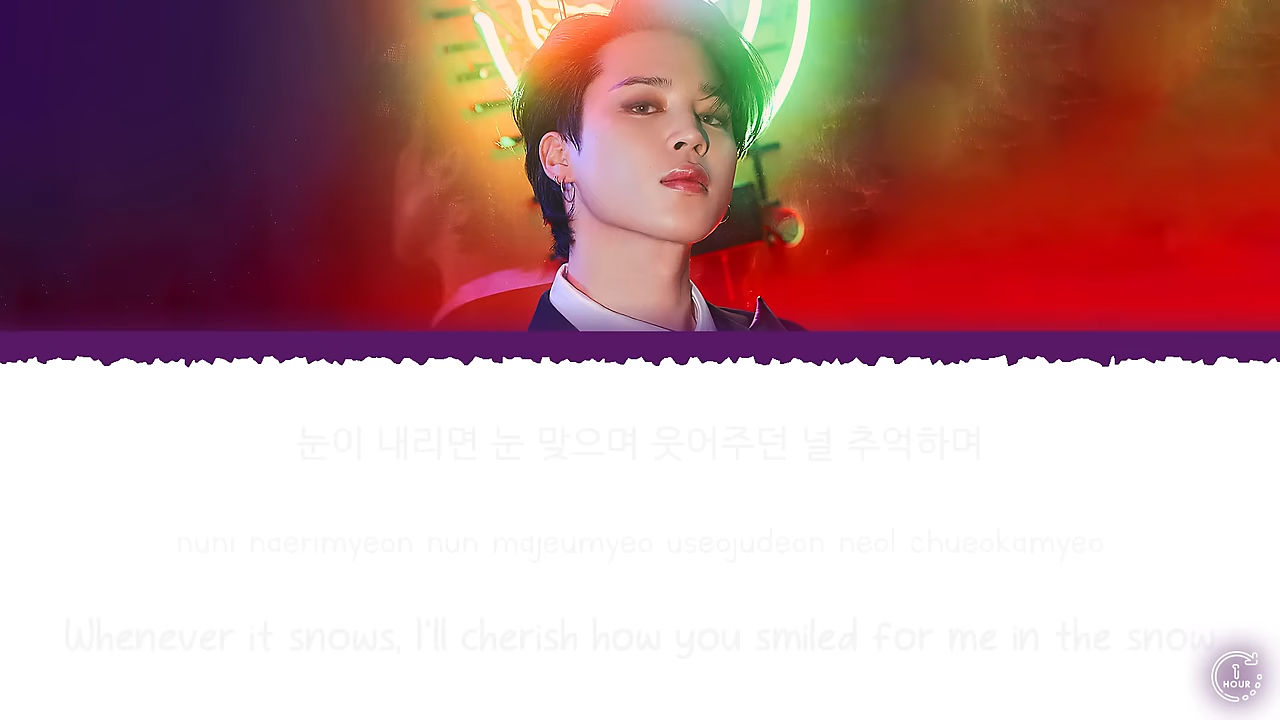 눈이 내리면 눈 맞으며 웃어주던 널 추억하며
nuni naerimyeon nun majeumyeo useojudeon neol chueokamyeo
Whenever it snows, I'll cherish how you smiled for me in the snow
1
HOUR